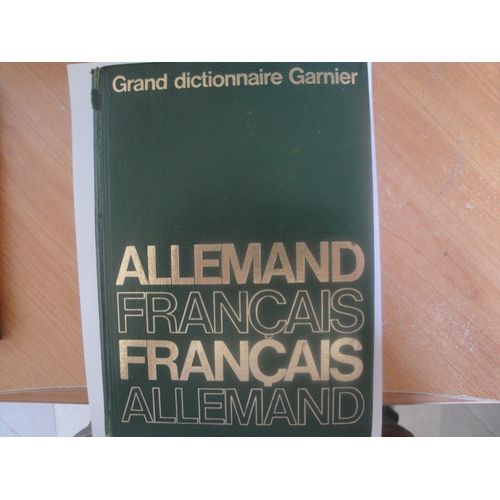 Grand dictionnaire Garnier
ALLEMAND
FRANÇAIS
FRANÇAIS
ALLEMAND